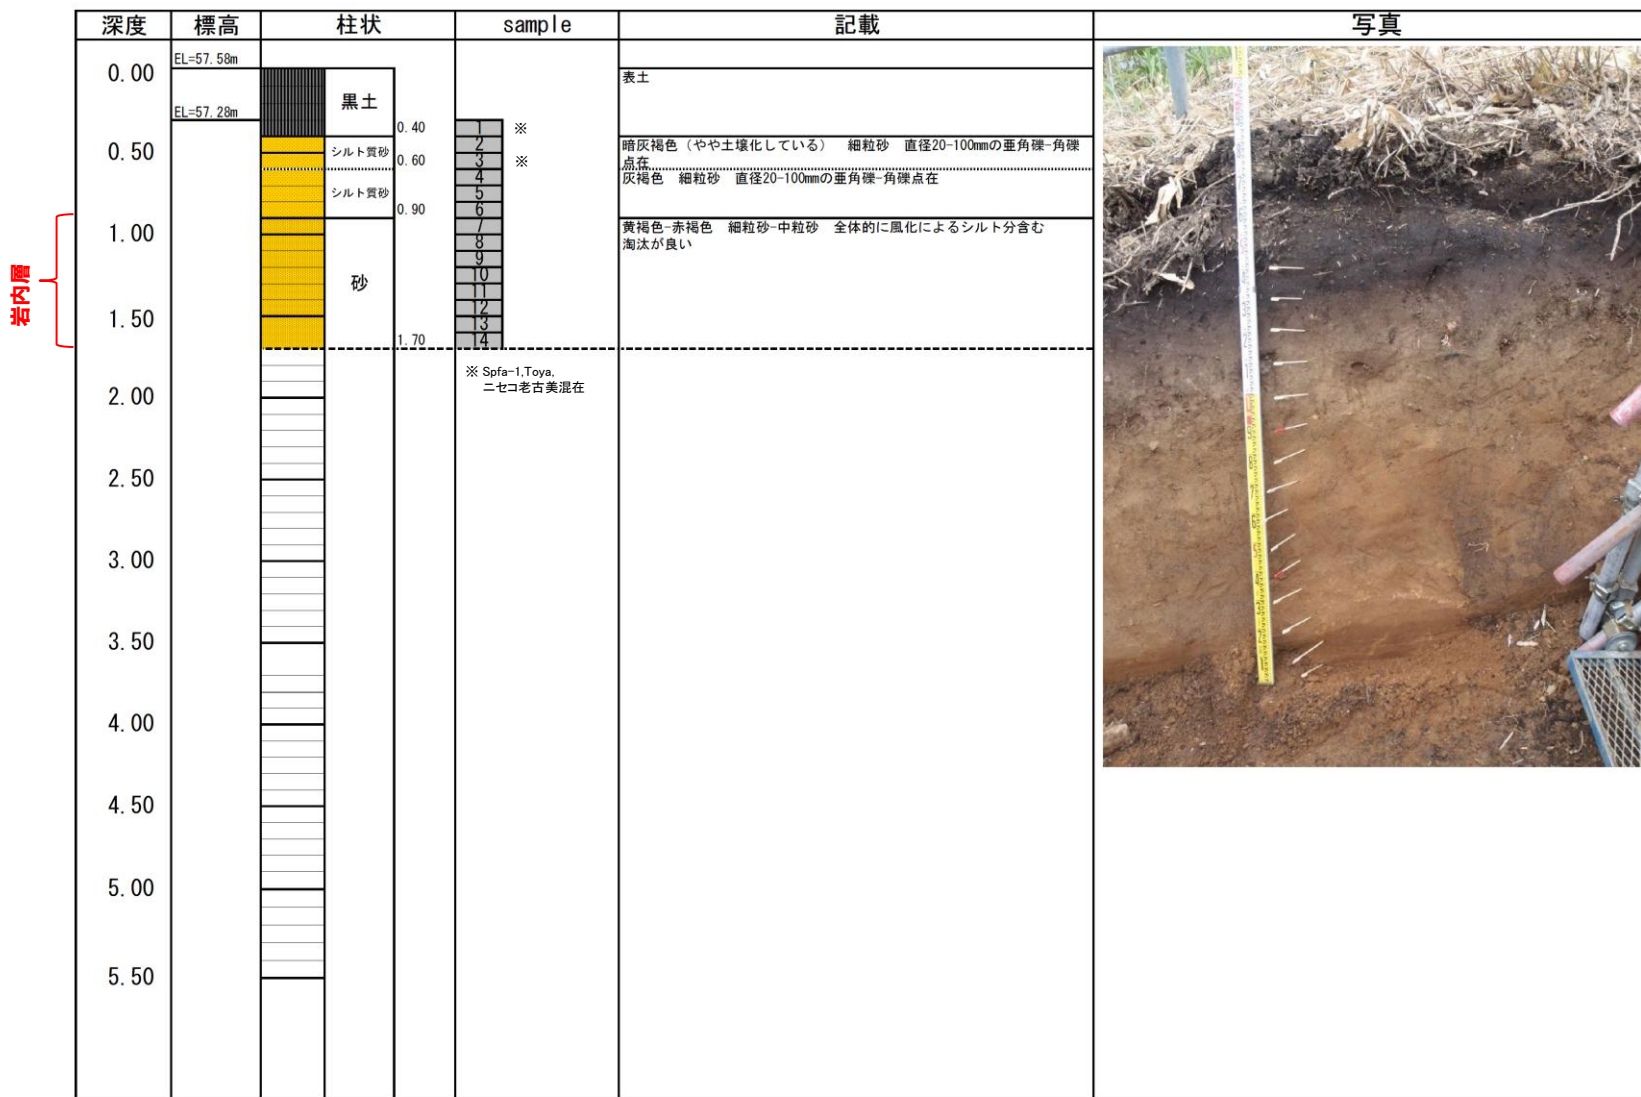 深度 標高 柱状 sample 記載 写真
EL=57.58m
0.00
表土
黒土
EL=57.28m
0.40
1 ※
2
0.50
シルト質砂
暗灰褐色（やや土壌化している） 細粒砂 直径20-100mmの亜角礫-角礫
点在
0.60
3 ※
4
灰褐色 細粒砂 直径20-100mmの亜角礫-角礫点在
シルト質砂
5
0.90
6
7
黄褐色-赤褐色 細粒砂-中粒砂 全体的に風化によるシルト分含む
淘汰が良い
1.00
8
9
岩内層
砂
10
11
12
1.50
13
1.70
14
※ Spfa-1,Toya,
ニセコ老古美混在
2.00
2.50
3.00
3.50
4.00
4.50
5.00
5.50